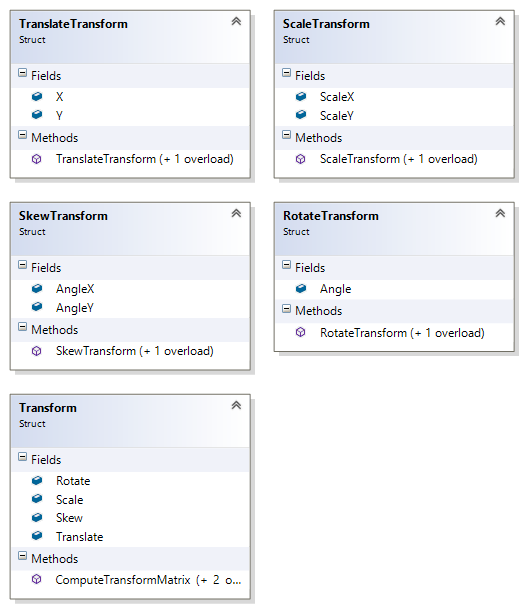 TranslateTransform
Struct
Fields
X
Y
Methods
TranslateTransform (+ 1 overload)
ScaleTransform
Struct
Fields
ScaleX
ScaleY
Methods
ScaleTransform (+ 1 overload)
SkewTransform
Struct
Fields
AngleX
AngleY
Methods
SkewTransform (+ 1 overload)
RotateTransform
Struct
Fields
Angle
Methods
RotateTransform (+ 1 overload)
Transform
Struct
Fields
Rotate
Scale
Skew
Translate
Methods
ComputeTransformMatrix (+ 2 o...